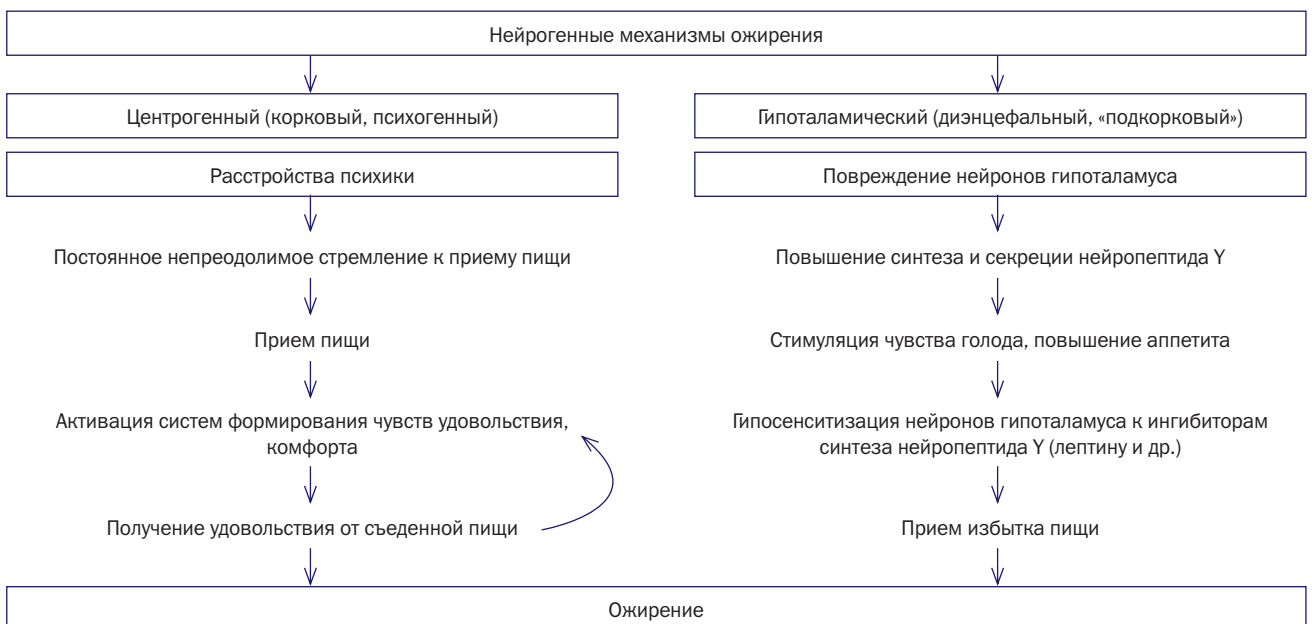 Нейрогенные механизмы ожирения
Центрогенный (корковый, психогенный)
Расстройства психики
Постоянное непреодолимое стремление к приему пищи
Прием пищи
Активация систем формирования чувств удовольствия,
комфорта
Получение удовольствия от съеденной пищи
Гипоталамический (диэнцефальный, «подкорковый»)
Повреждение нейронов гипоталамуса
Повышение синтеза и секреции нейропептида Y
Стимуляция чувства голода, повышение аппетита
Гипосенситизация нейронов гипоталамуса к ингибиторам
синтеза нейропептида Y (лептину и др.)
Прием избытка пищи
Ожирение